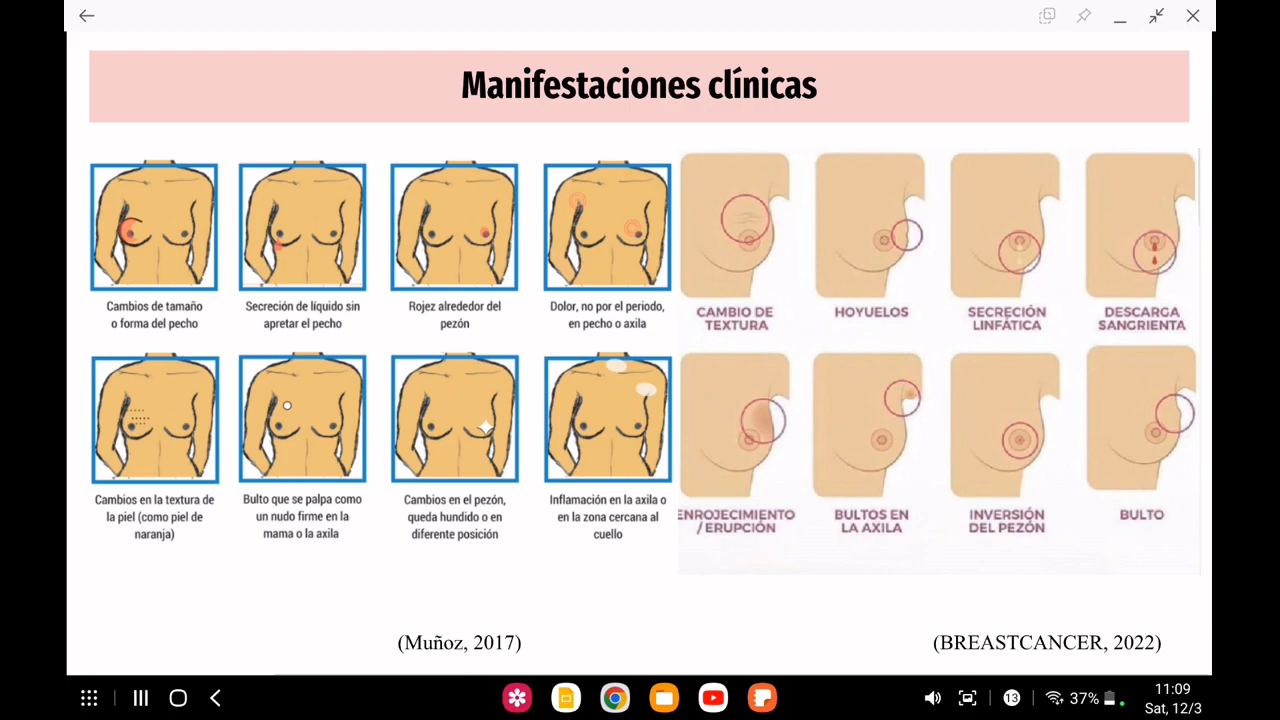 Manifestaciones clínicas
Cambios de tamaño
o forma del pecho
Secreción de líquido sin
apretar el pecho
Rojez alrededor del
pezón
Dolor, no por el periodo,
en pecho o axila
CAMBIO DE
TEXTURA
HOYUELOS
SECRECIÓN
LINFÁTICA
DESCARGA
SANGRIENTA
Cambios en la textura de
la piel (como piel de
naranja)
Bulto que se palpa como
un nudo firme en la
mama o la axila
Cambios en el pezón,
queda hundido o en
diferente posición
Inflamación en la axila o
en la zona cercana al
cuello
ENROJECIMIENTO
/ERUPCIÓN
BULTOS EN
LA AXILA
INVERSIÓN
DEL PEZÓN
BULTO
(Muñoz, 2017)
(BREASTCANCER, 2022)
13
37%
11:09
Sat, 12/3